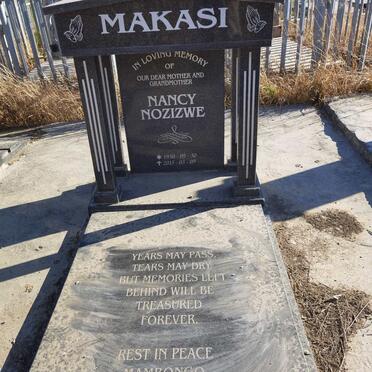 MAKASI
IN LOVING MEMORY
OF
OUR DEAR MOTHER AND
GRANDMOTHER
NANCY
NOZIZWE
YEARS MAY PASS,
TEARS MAY DRY,
BUT MEMORIES LEFT
BEHIND WILL BE
TREASURED
FOREVER.
REST IN PEACE
MAMBONGO